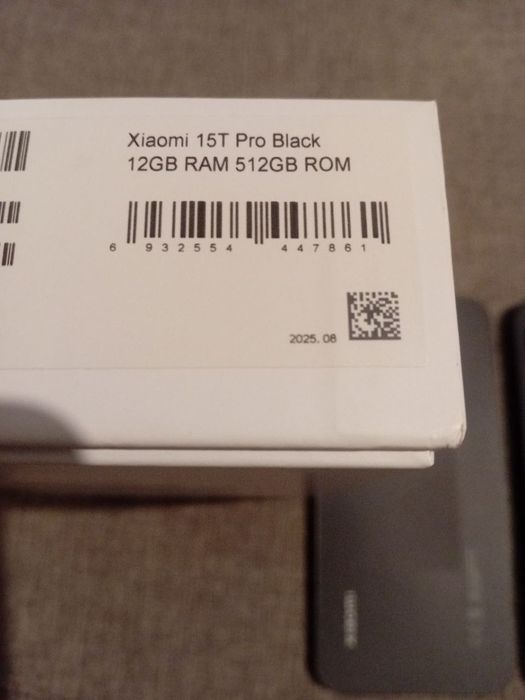 Xiaomi 15T Pro Black
12GB RAM 512GB ROM
6 932554 447861
2025.08